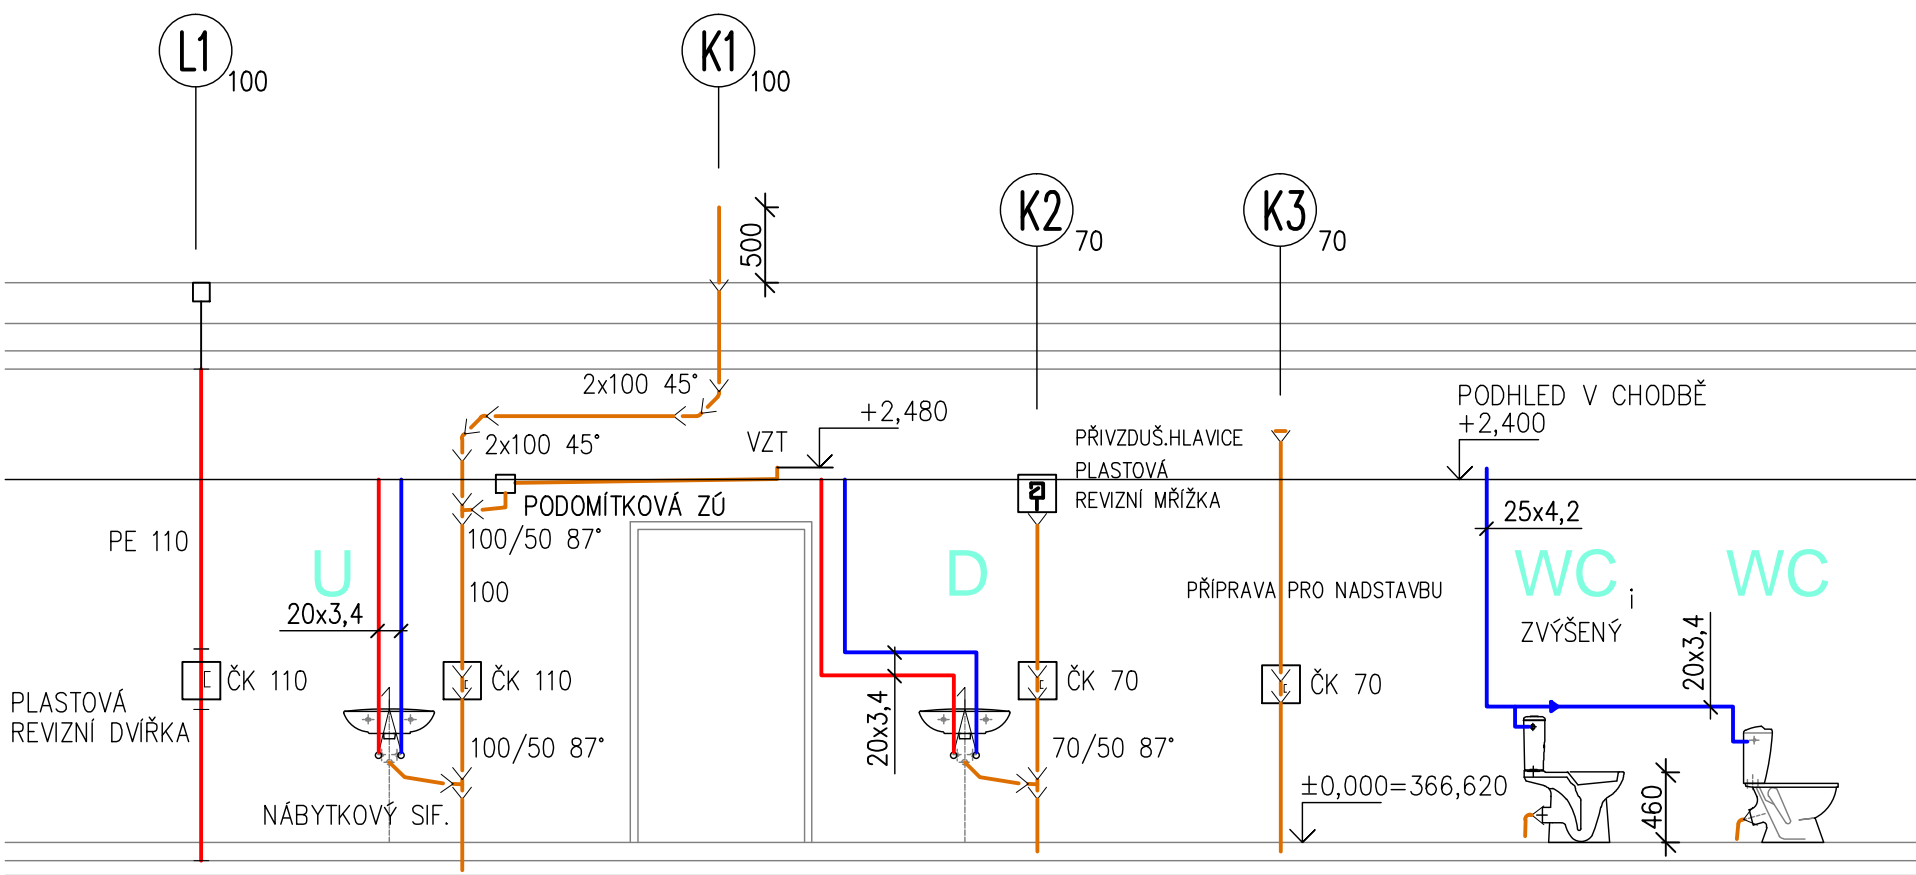 L1
100
K1
100
K2
70
K3
70
500
2x100 45°
2x100 45°
VZT
+2,480
PŘIVZDUŠ.HLAVICE
PLASTOVÁ
REVIZNÍ MŘÍŽKA
PODHLED V CHODBĚ
+2,400
PODOMÍTKOVÁ ZÚ
25x4,2
PE 110
100/50 87°
U
D
WC
i
WC
100
20x3,4
PŘÍPRAVA PRO NADSTAVBU
ZVÝŠENÝ
20x3,4
ČK 110
ČK 110
ČK 70
ČK 70
PLASTOVÁ
REVIZNÍ DVÍŘKA
20x3,4
100/50 87°
70/50 87°
±0,000=366,620
460
NÁBYTKOVÝ SIF.